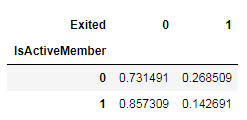 Exited 0 1
IsActiveMember
0 0.731491 0.268509
1 0.857309 0.142691